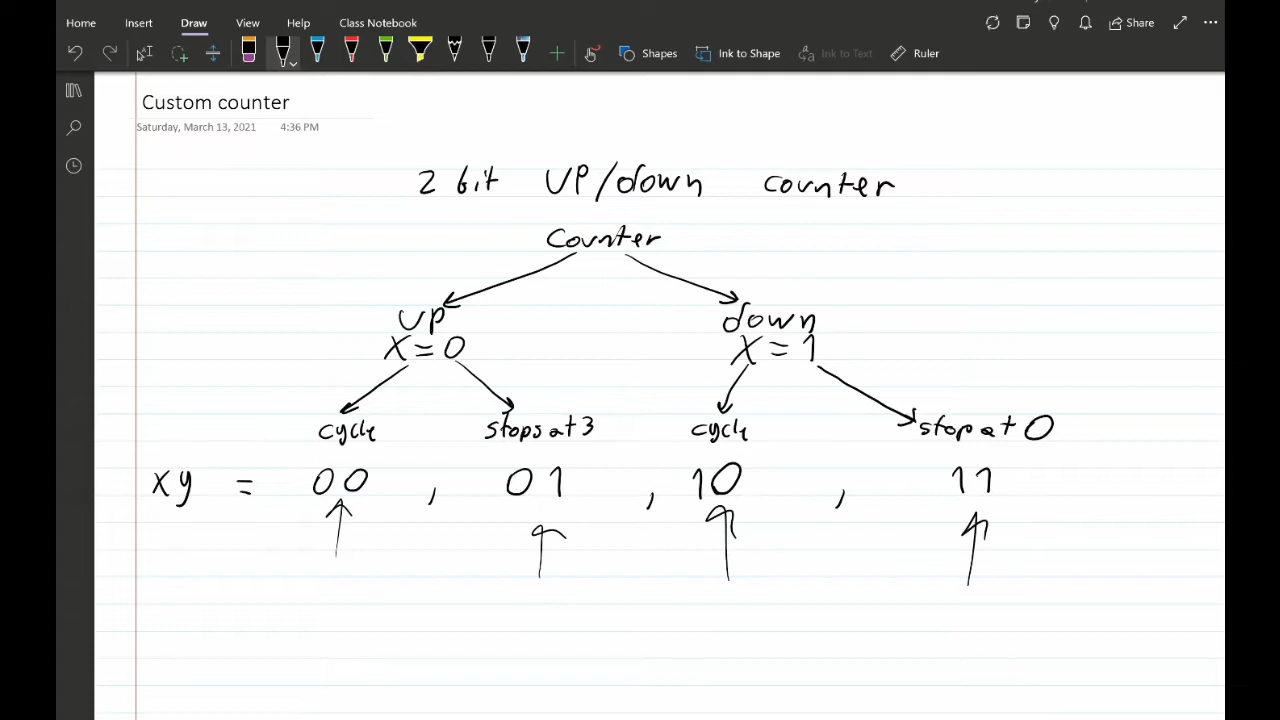 Home Insert Draw View Help Class Notebook Share
Shapes Ink to Shape Ink to Text Ruler
Custom counter
Saturday, March 13, 2021 4:36 PM
2 bit UP/down counter
Counter
UP down
X=0 X=1
cycle stops at 3 cycle stop at 0
xy = 00 , 01 , 10 , 11